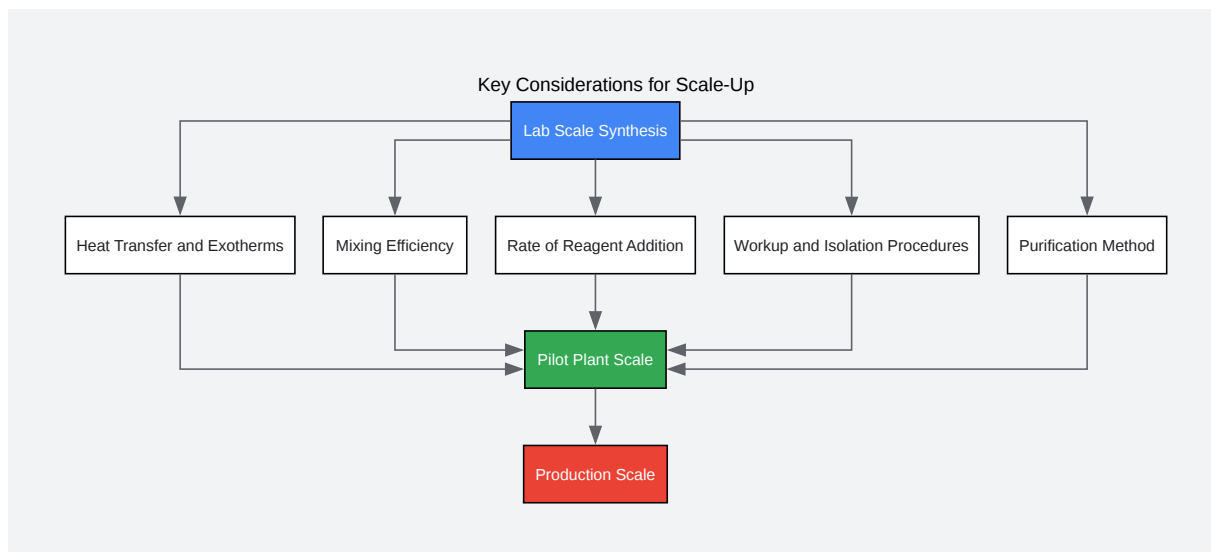 Key Considerations for Scale-Up
Lab Scale Synthesis
Heat Transfer and Exotherms
Mixing Efficiency
Rate of Reagent Addition
Workup and Isolation Procedures
Purification Method
Pilot Plant Scale
Production Scale